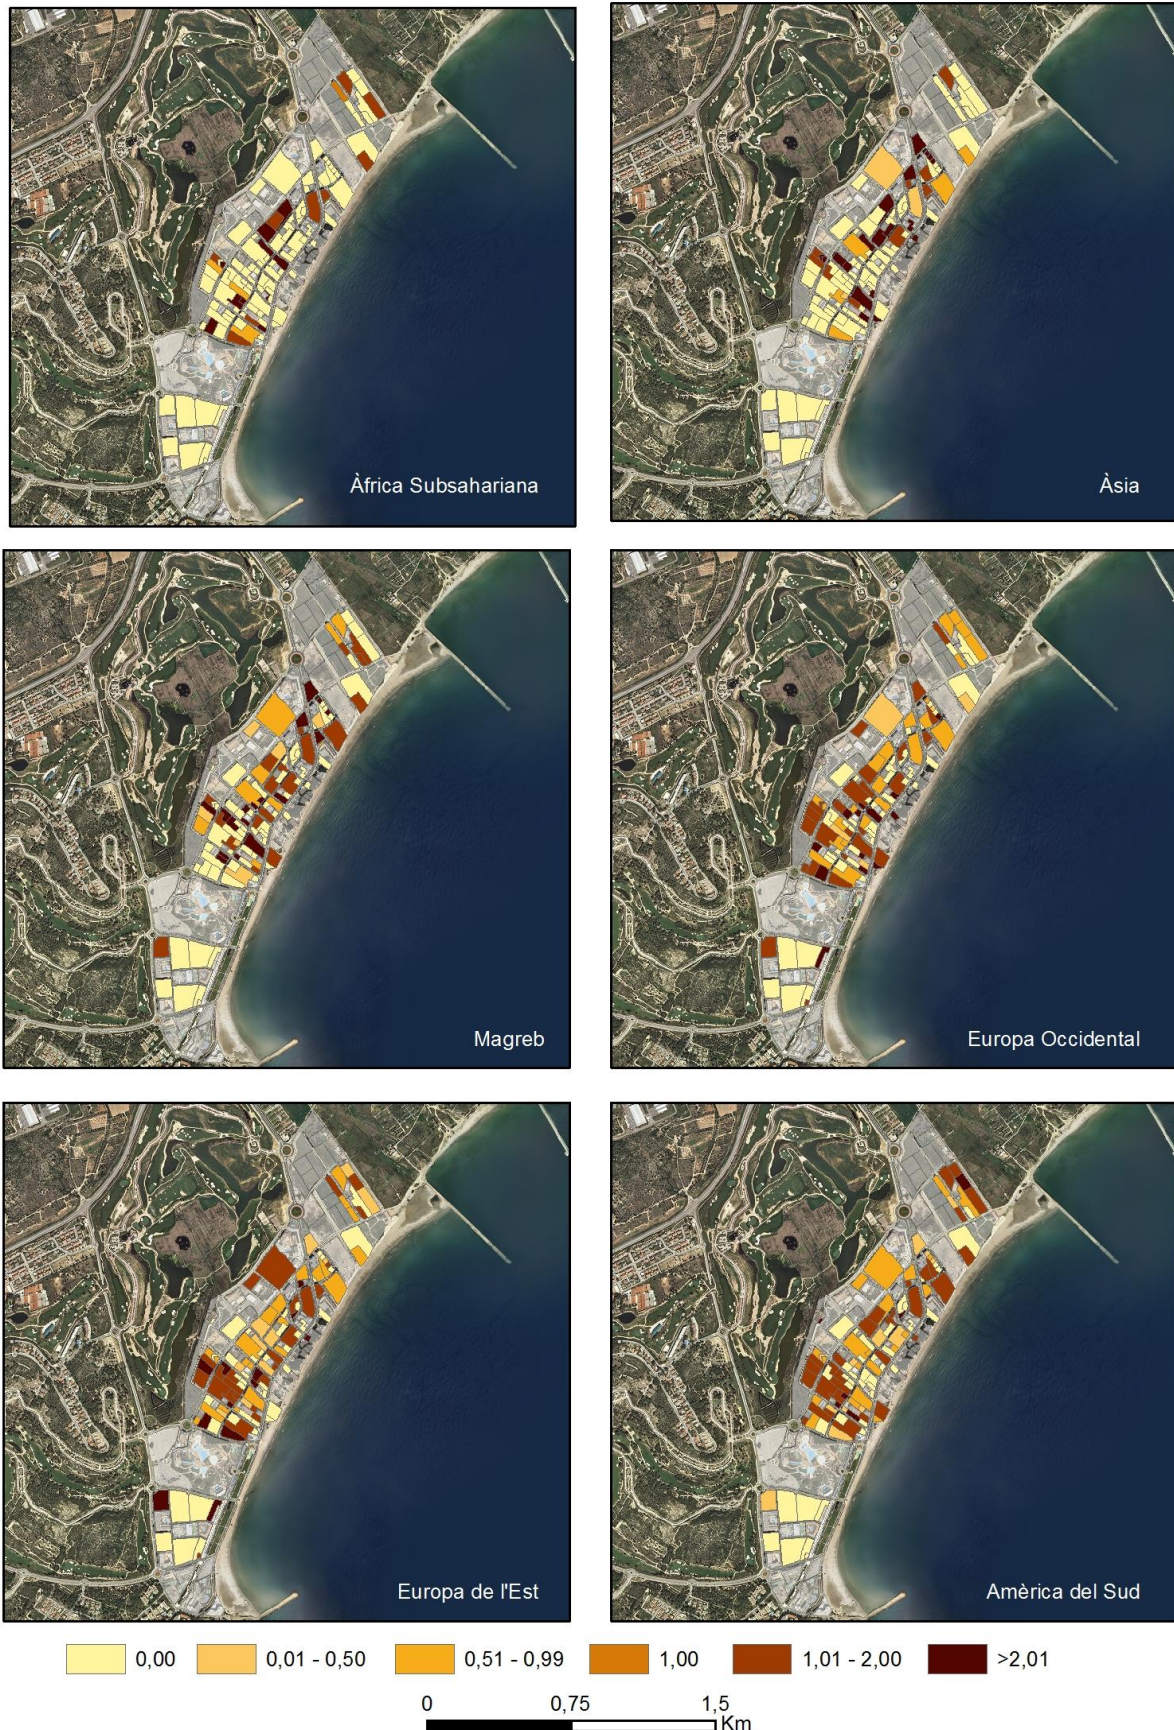 Àfrica Subsahariana
Àsia
Magreb
Europa Occidental
Europa de l'Est
Amèrica del Sud
0,00
0,01 - 0,50
0,51 - 0,99
1,00
1,01 - 2,00
>2,01
0 0,75 1,5
Km